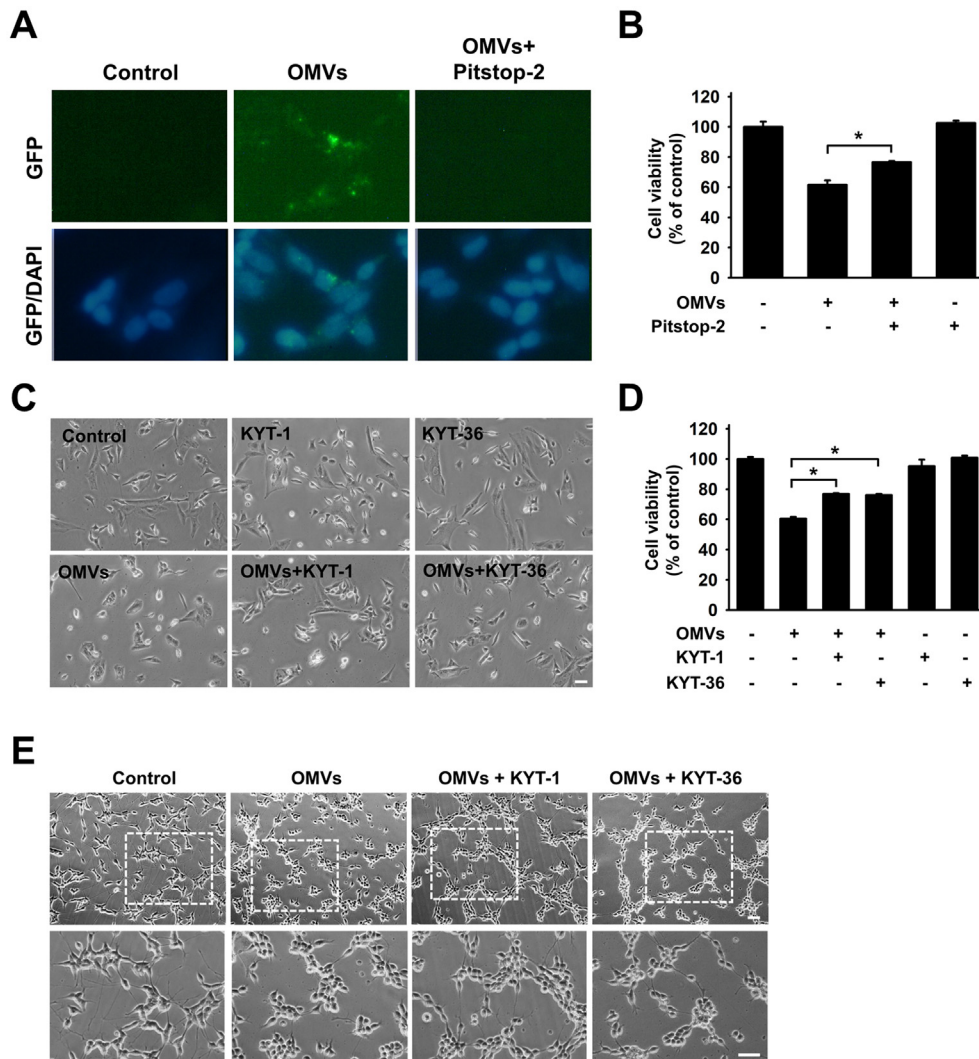 A
Control
OMVs
OMVs+
Pitstop-2
GFP
GFP/DAPI
B
Cell viability
(% of control)
120
100
80
60
40
20
0
*
OMVs - + + -
Pitstop-2 - - + +
C
Control
KYT-1
KYT-36
OMVs
OMVs+KYT-1
OMVs+KYT-36
D
Cell viability
(% of control)
120
100
80
60
40
20
0
*
*
OMVs - + + + - -
KYT-1 - - + - + -
KYT-36 - - - + - +
E
Control
OMVs
OMVs + KYT-1
OMVs + KYT-36